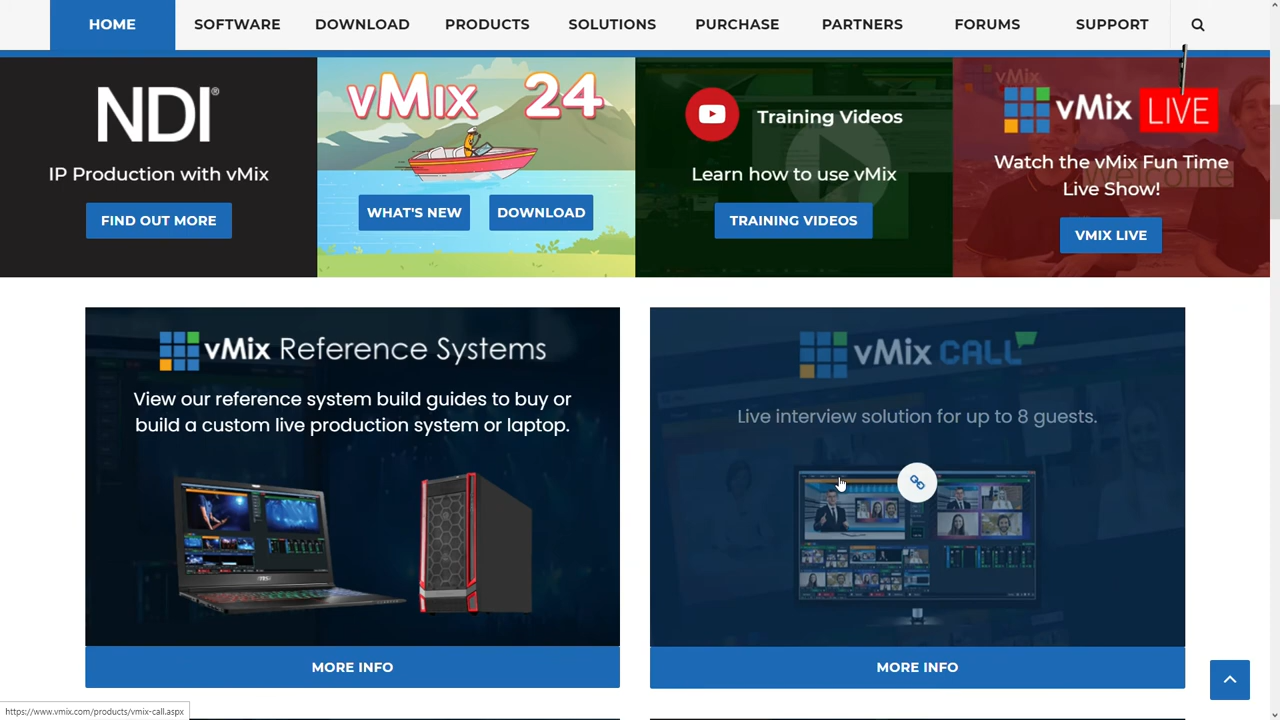 HOME SOFTWARE DOWNLOAD PRODUCTS SOLUTIONS PURCHASE PARTNERS FORUMS SUPPORT
NDI®
IP Production with vMix
FIND OUT MORE
vMix 24
WHAT'S NEW DOWNLOAD
Training Videos
Learn how to use vMix
TRAINING VIDEOS
vMix
vMix LIVE
Watch the vMix Fun Time
Live Show!
Welcome
VMIX LIVE
vMix Reference Systems
View our reference system build guides to buy or
build a custom live production system or laptop.
MORE INFO
vMix CALL
Live interview solution for up to 8 guests.
MORE INFO
https://www.vmix.com/products/vmix-call.aspx